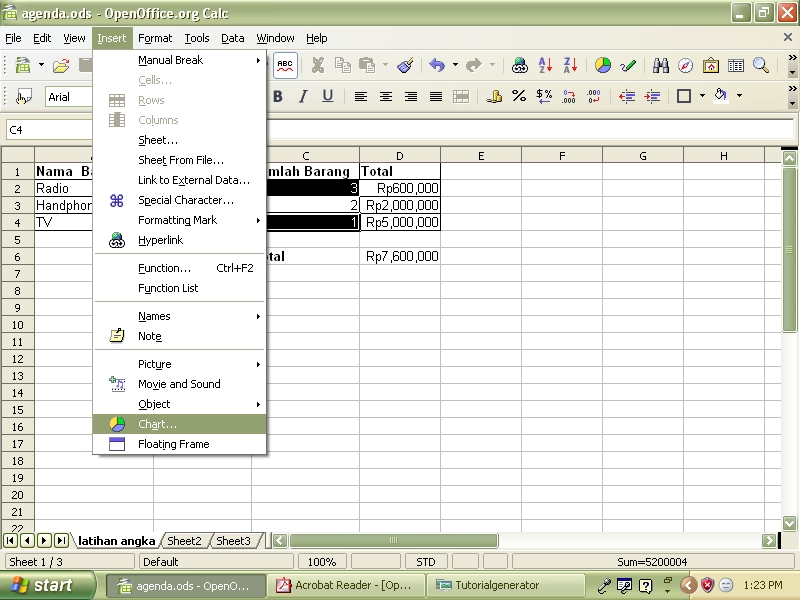 agenda.ods - OpenOffice.org Calc
File Edit View Insert Format Tools Data Window Help
ABC
Arial
B I U
C4
Manual Break
Cells...
Rows
Columns
Sheet...
Sheet From File...
Link to External Data...
Special Character...
Formatting Mark
Hyperlink
Function... Ctrl+F2
Function List
Names
Note
Picture
Movie and Sound
Object
Chart...
Floating Frame
C D E F G H
1 Nama Ba mlah Barang Total
2 Radio 3 Rp600,000
3 Handphon 2 Rp2,000,000
4 TV 1 Rp5,000,000
5
6 tal Rp7,600,000
7
8
9
10
11
12
13
14
15
16
17
18
19
20
21
22
latihan angka Sheet2 Sheet3
Sheet 1 / 3 Default 100% STD Sum=5200004
start agenda.ods - OpenO... Acrobat Reader - [Op... Tutorialgenerator 1:23 PM